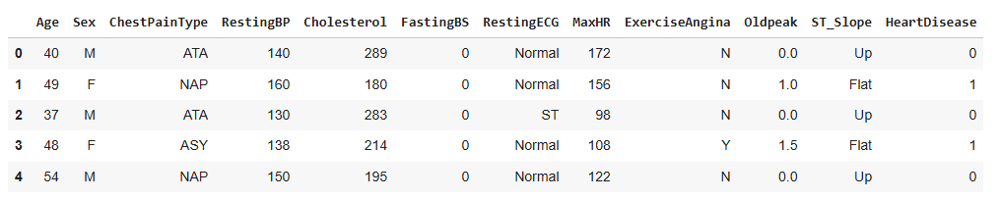 Age Sex ChestPainType RestingBP Cholesterol FastingBS RestingECG MaxHR ExerciseAngina Oldpeak ST_Slope HeartDisease
0 40 M ATA 140 289 0 Normal 172 N 0.0 Up 0
1 49 F NAP 160 180 0 Normal 156 N 1.0 Flat 1
2 37 M ATA 130 283 0 ST 98 N 0.0 Up 0
3 48 F ASY 138 214 0 Normal 108 Y 1.5 Flat 1
4 54 M NAP 150 195 0 Normal 122 N 0.0 Up 0